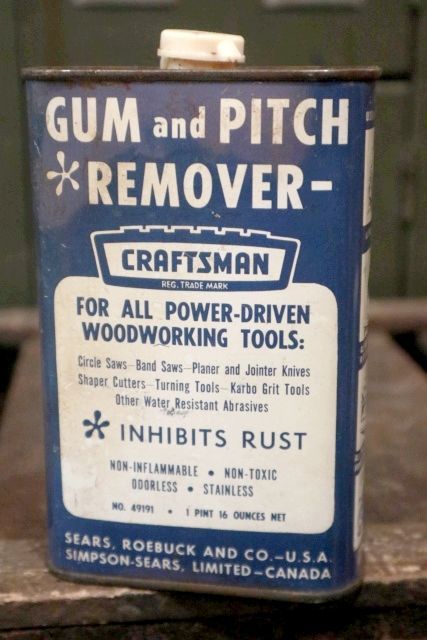 GUM and PITCH
*REMOVER-
CRAFTSMAN
REG. TRADE MARK
FOR ALL POWER-DRIVEN
WOODWORKING TOOLS:
Circle Saws—Band Saws—Planer and Jointer Knives
Shaper Cutters—Turning Tools—Karbo Grit Tools
Other Water Resistant Abrasives
* INHIBITS RUST
NON-INFLAMMABLE • NON-TOXIC
ODORLESS • STAINLESS
NO. 49191 • 1 PINT 16 OUNCES NET
SEARS, ROEBUCK AND CO.—U.S.A.
SIMPSON-SEARS, LIMITED—CANADA